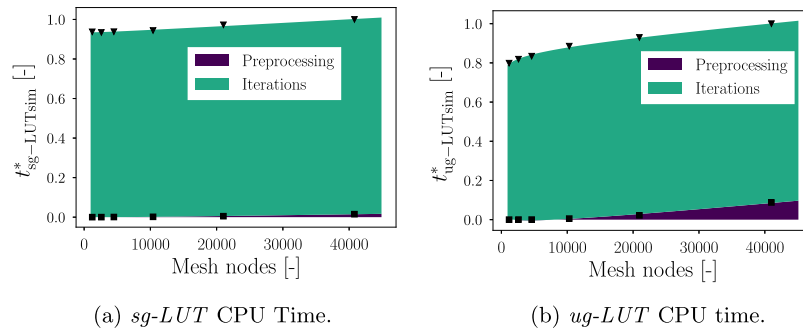 1.0
0.8
0.6
0.4
0.2
0.0
t*sg−LUTsim [-]
Preprocessing
Iterations
0
10000
20000
30000
40000
Mesh nodes [-]
(a) sg-LUT CPU Time.
1.0
0.8
0.6
0.4
0.2
0.0
t*ug−LUTsim [-]
Preprocessing
Iterations
0
10000
20000
30000
40000
Mesh nodes [-]
(b) ug-LUT CPU time.